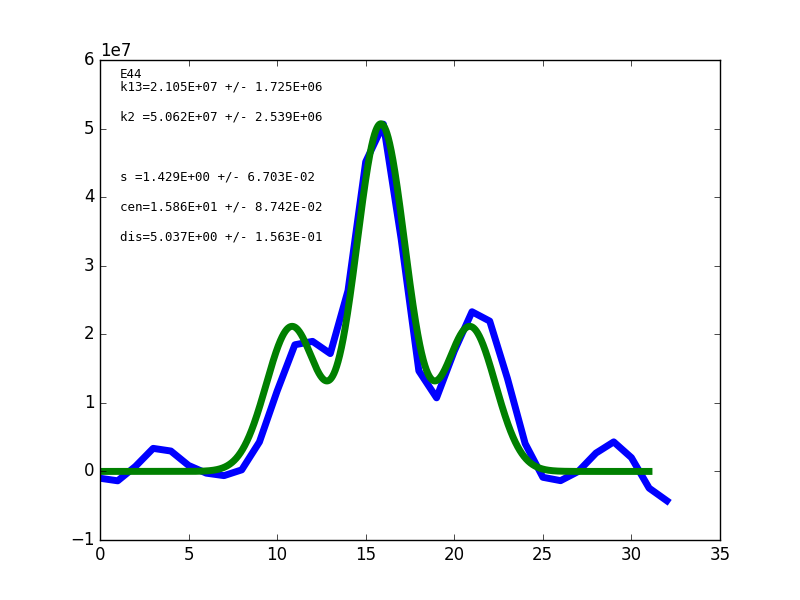 1e7
E44
k13=2.105E+07 +/- 1.725E+06
k2 =5.062E+07 +/- 2.539E+06
s =1.429E+00 +/- 6.703E-02
cen=1.586E+01 +/- 8.742E-02
dis=5.037E+00 +/- 1.563E-01
6
5
4
3
2
1
0
−1
0 5 10 15 20 25 30 35